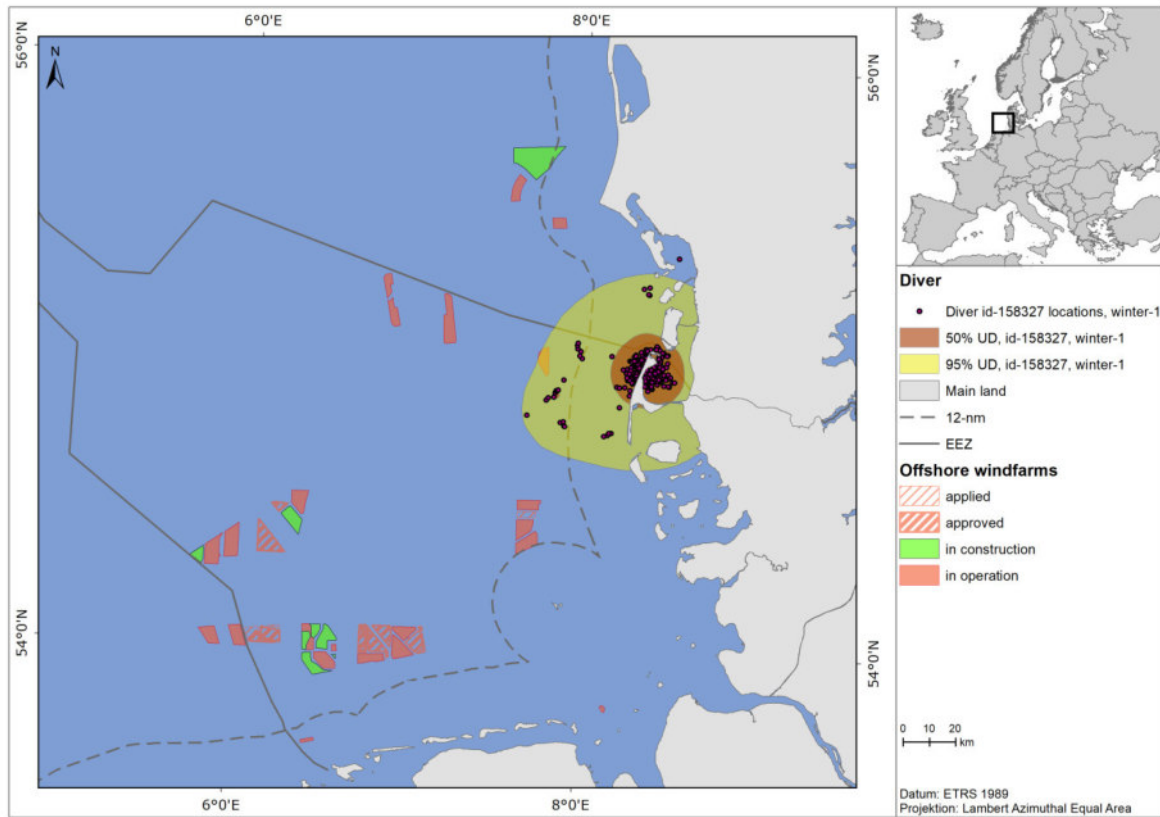 6°0'E
8°0'E
56°0'N
56°0'N
N
54°0'N
54°0'N
6°0'E
8°0'E
Diver
Diver id-158327 locations, winter-1
50% UD, id-158327, winter-1
95% UD, id-158327, winter-1
Main land
12-nm
EEZ
Offshore windfarms
applied
approved
in construction
in operation
0 10 20
km
Datum: ETRS 1989
Projektion: Lambert Azimuthal Equal Area